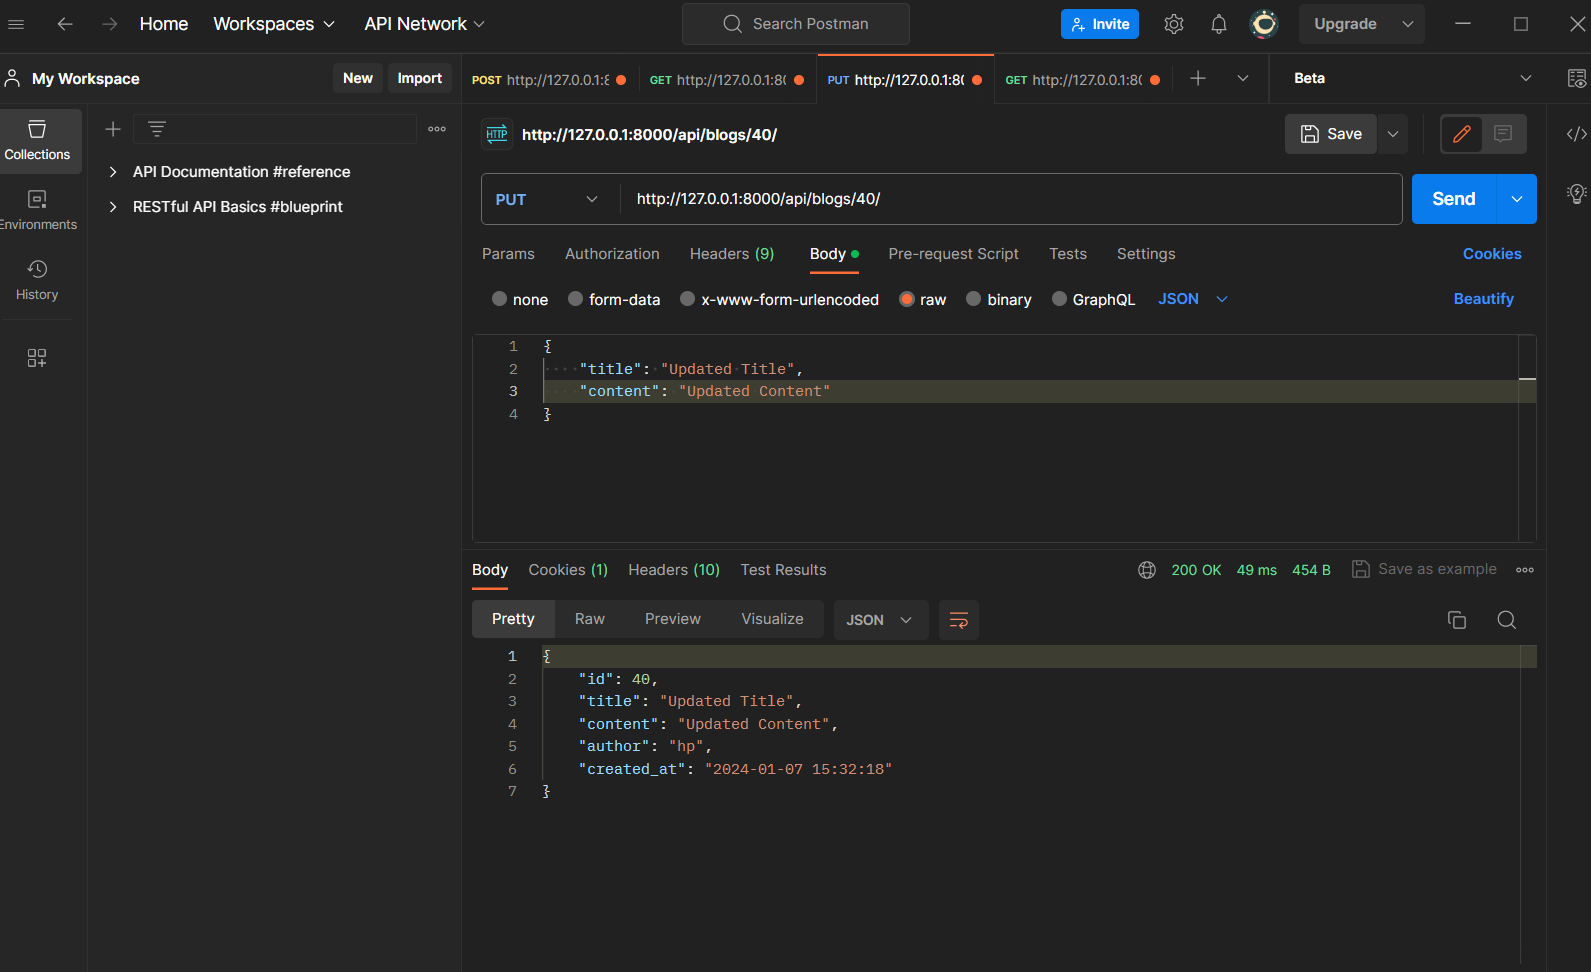 Home Workspaces API Network Search Postman Invite Upgrade
My Workspace New Import POST http://127.0.0.1:8 GET http://127.0.0.1:80 PUT http://127.0.0.1:80 GET http://127.0.0.1:80 Beta
Collections
Environments
History
API Documentation #reference
RESTful API Basics #blueprint
HTTP http://127.0.0.1:8000/api/blogs/40/ Save
PUT http://127.0.0.1:8000/api/blogs/40/ Send
Params Authorization Headers (9) Body Pre-request Script Tests Settings Cookies
none form-data x-www-form-urlencoded raw binary GraphQL JSON Beautify
1 {
2 "title": "Updated Title",
3 "content": "Updated Content"
4 }
Body Cookies (1) Headers (10) Test Results 200 OK 49 ms 454 B Save as example
Pretty Raw Preview Visualize JSON
1 {
2 "id": 40,
3 "title": "Updated Title",
4 "content": "Updated Content",
5 "author": "hp",
6 "created_at": "2024-01-07 15:32:18"
7 }